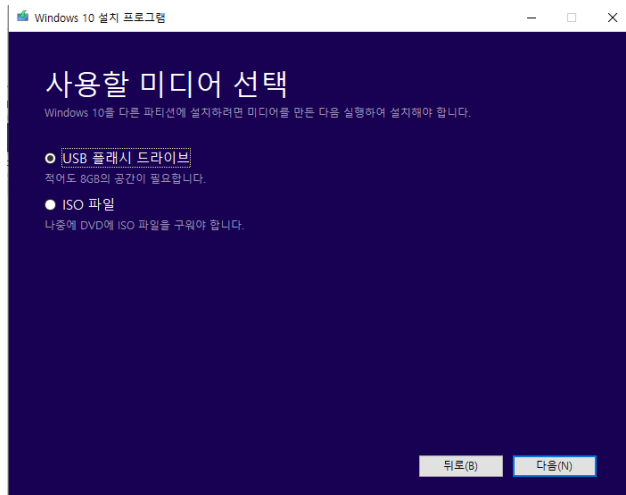 Windows 10 설치 프로그램
사용할 미디어 선택
Windows 10을 다른 파티션에 설치하려면 미디어를 만든 다음 실행하여 설치해야 합니다.
USB 플래시 드라이브
적어도 8GB의 공간이 필요합니다.
ISO 파일
나중에 DVD에 ISO 파일을 구워야 합니다.
뒤로(B)
다음(N)